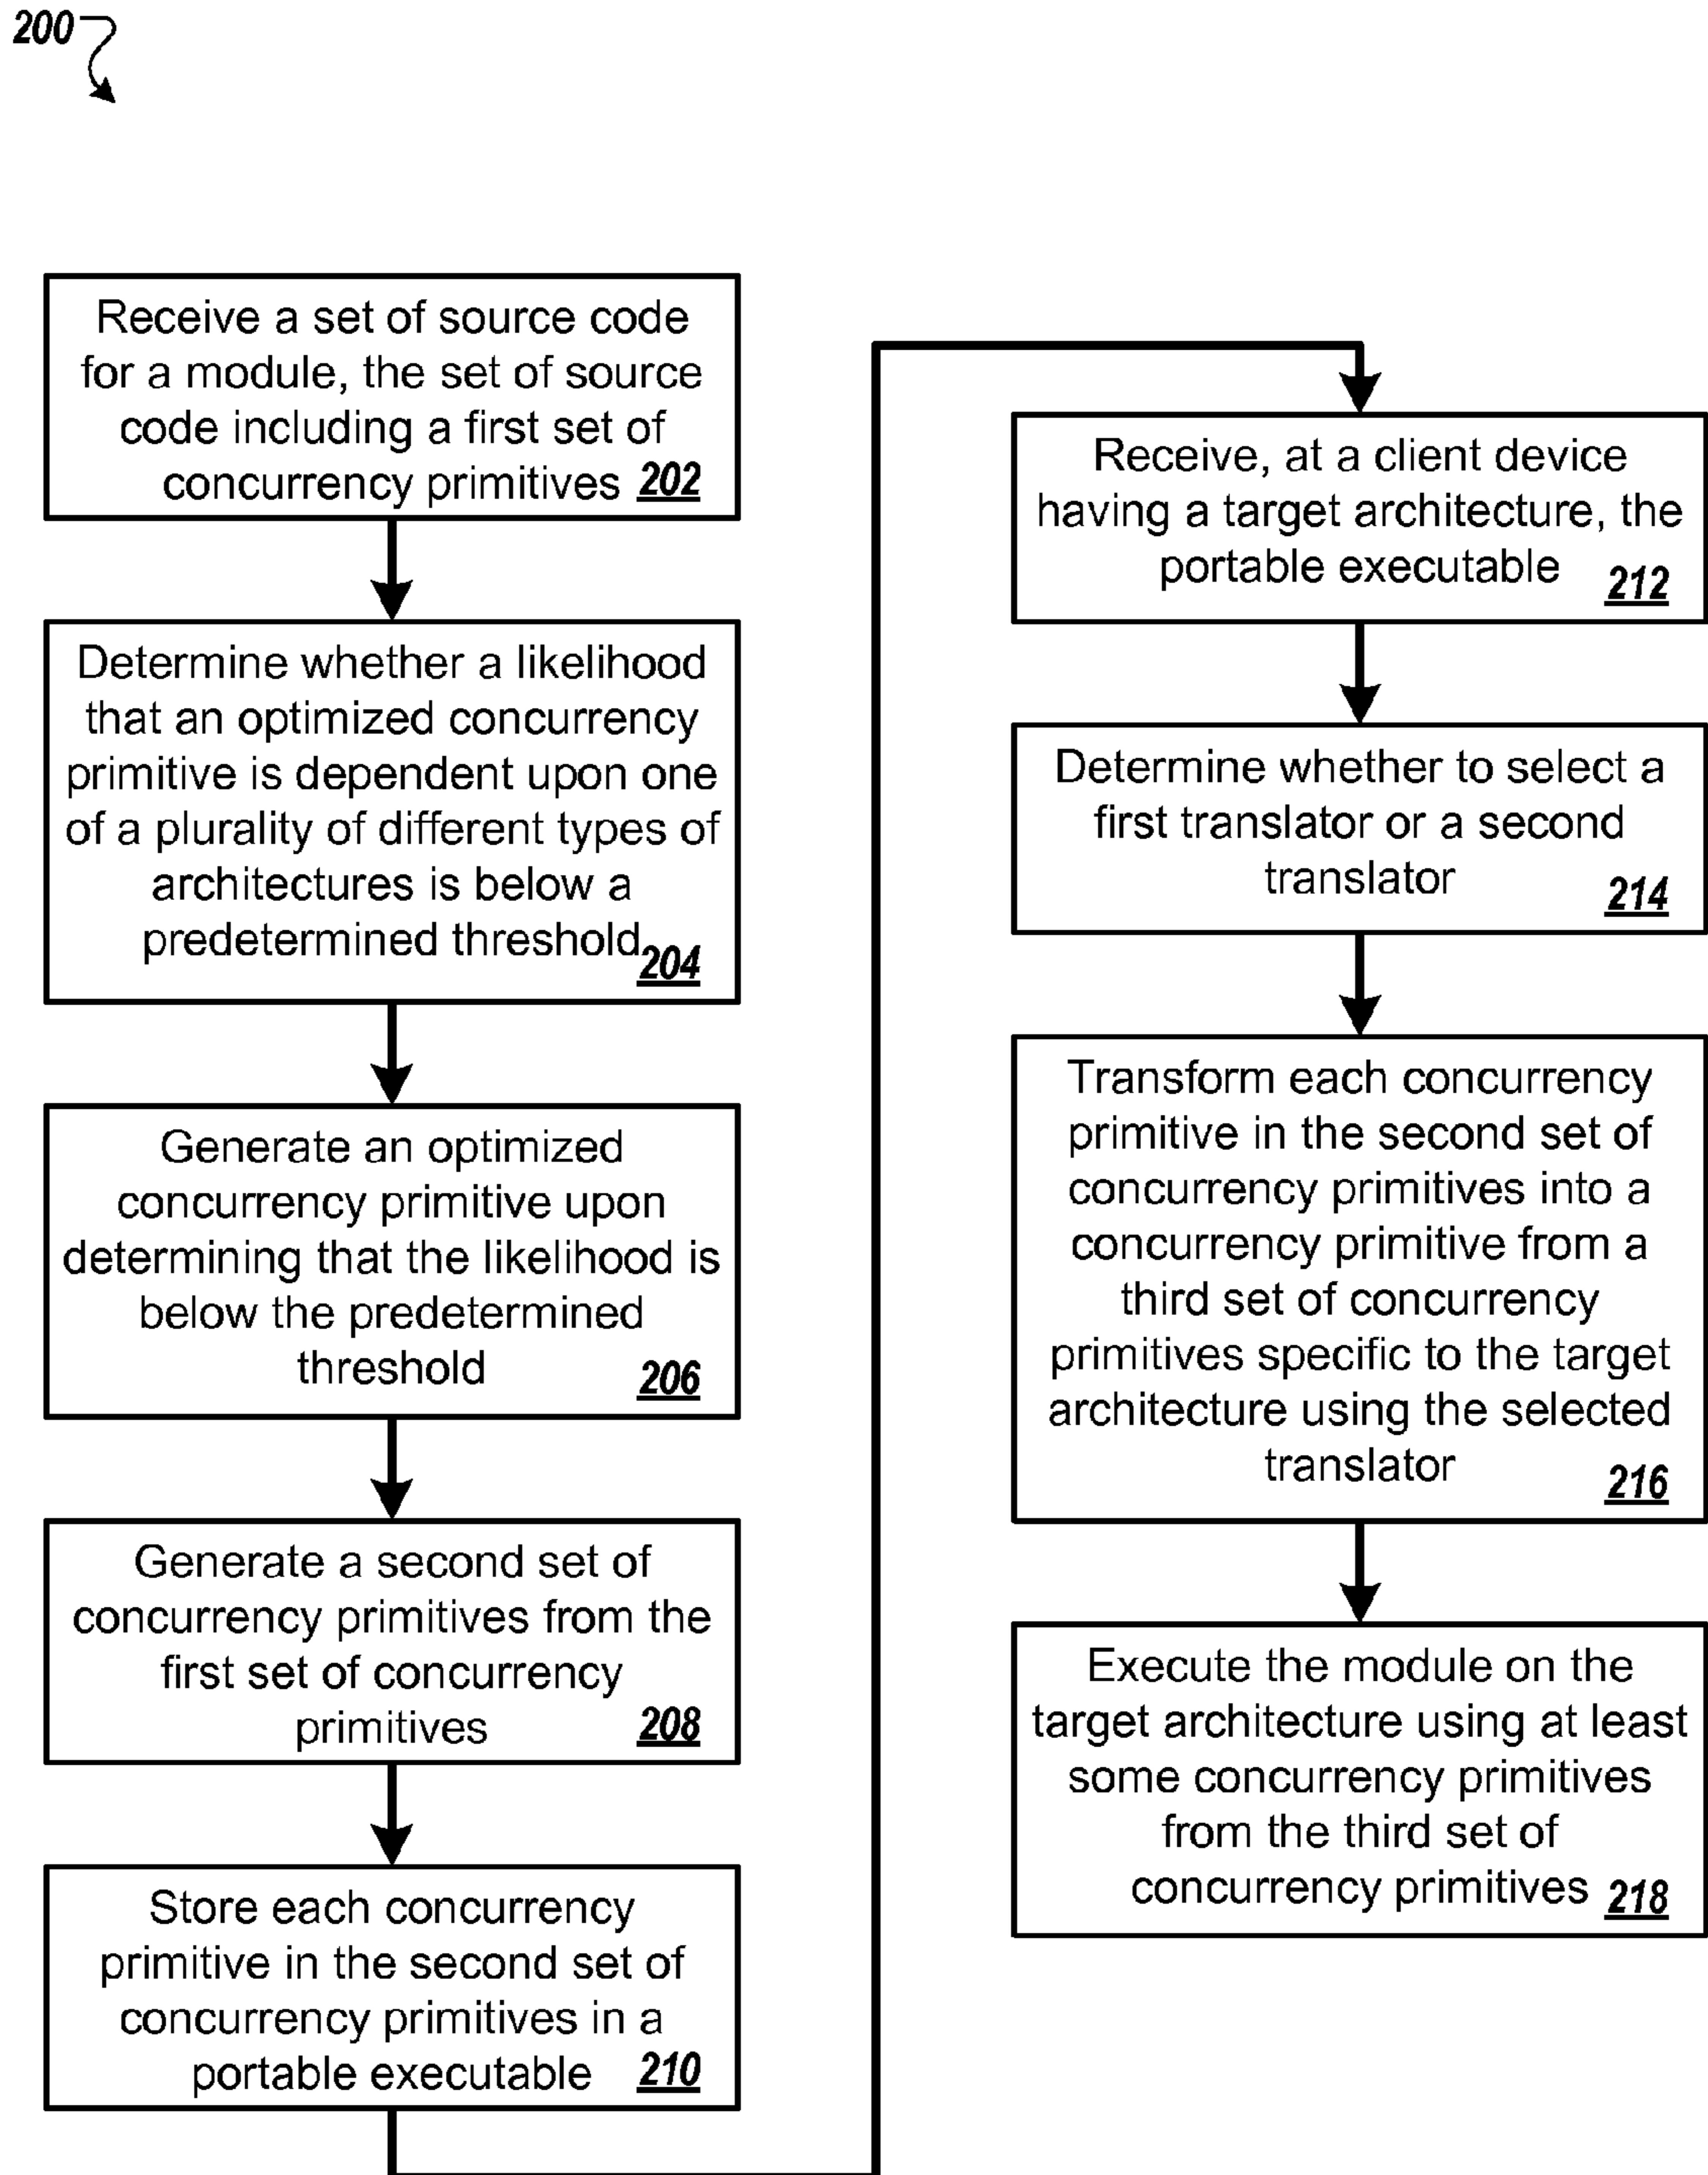 200
Receive a set of source code
for a module, the set of source
code including a first set of
concurrency primitives 202
Determine whether a likelihood
that an optimized concurrency
primitive is dependent upon one
of a plurality of different types of
architectures is below a
predetermined threshold 204
Generate an optimized
concurrency primitive upon
determining that the likelihood is
below the predetermined
threshold 206
Generate a second set of
concurrency primitives from the
first set of concurrency
primitives 208
Store each concurrency
primitive in the second set of
concurrency primitives in a
portable executable 210
Receive, at a client device
having a target architecture, the
portable executable 212
Determine whether to select a
first translator or a second
translator 214
Transform each concurrency
primitive in the second set of
concurrency primitives into a
concurrency primitive from a
third set of concurrency
primitives specific to the target
architecture using the selected
translator 216
Execute the module on the
target architecture using at least
some concurrency primitives
from the third set of
concurrency primitives 218